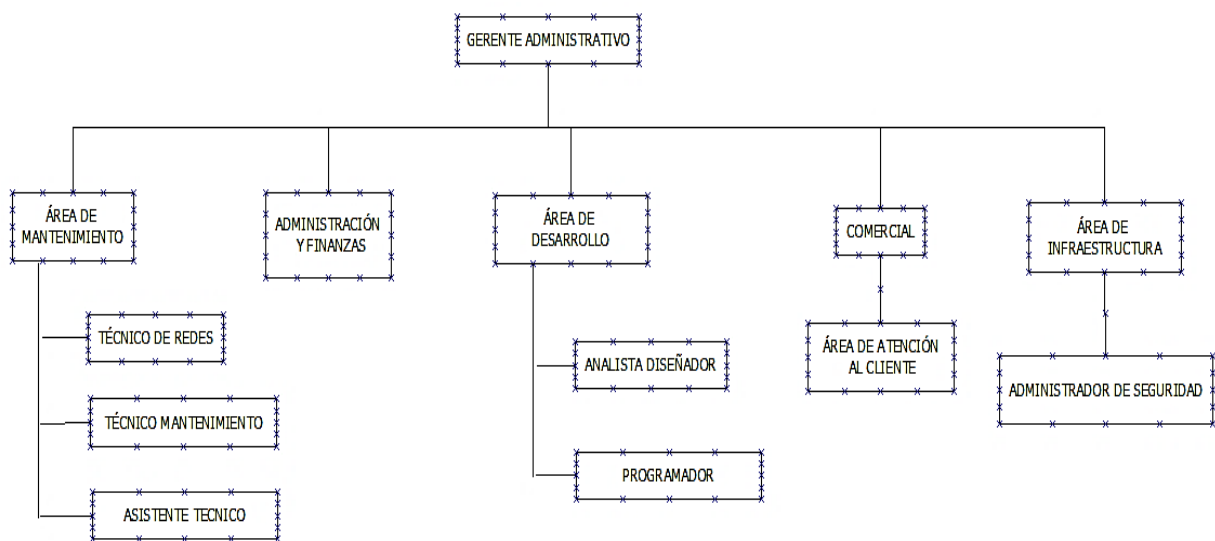 GERENTE ADMINISTRATIVO
ÁREA DE
MANTENIMIENTO
ADMINISTRACIÓN
Y FINANZAS
ÁREA DE
DESARROLLO
COMERCIAL
ÁREA DE
INFRAESTRUCTURA
TÉCNICO DE REDES
TÉCNICO MANTENIMIENTO
ASISTENTE TECNICO
ANALISTA DISEÑADOR
PROGRAMADOR
ÁREA DE ATENCIÓN
AL CLIENTE
ADMINISTRADOR DE SEGURIDAD